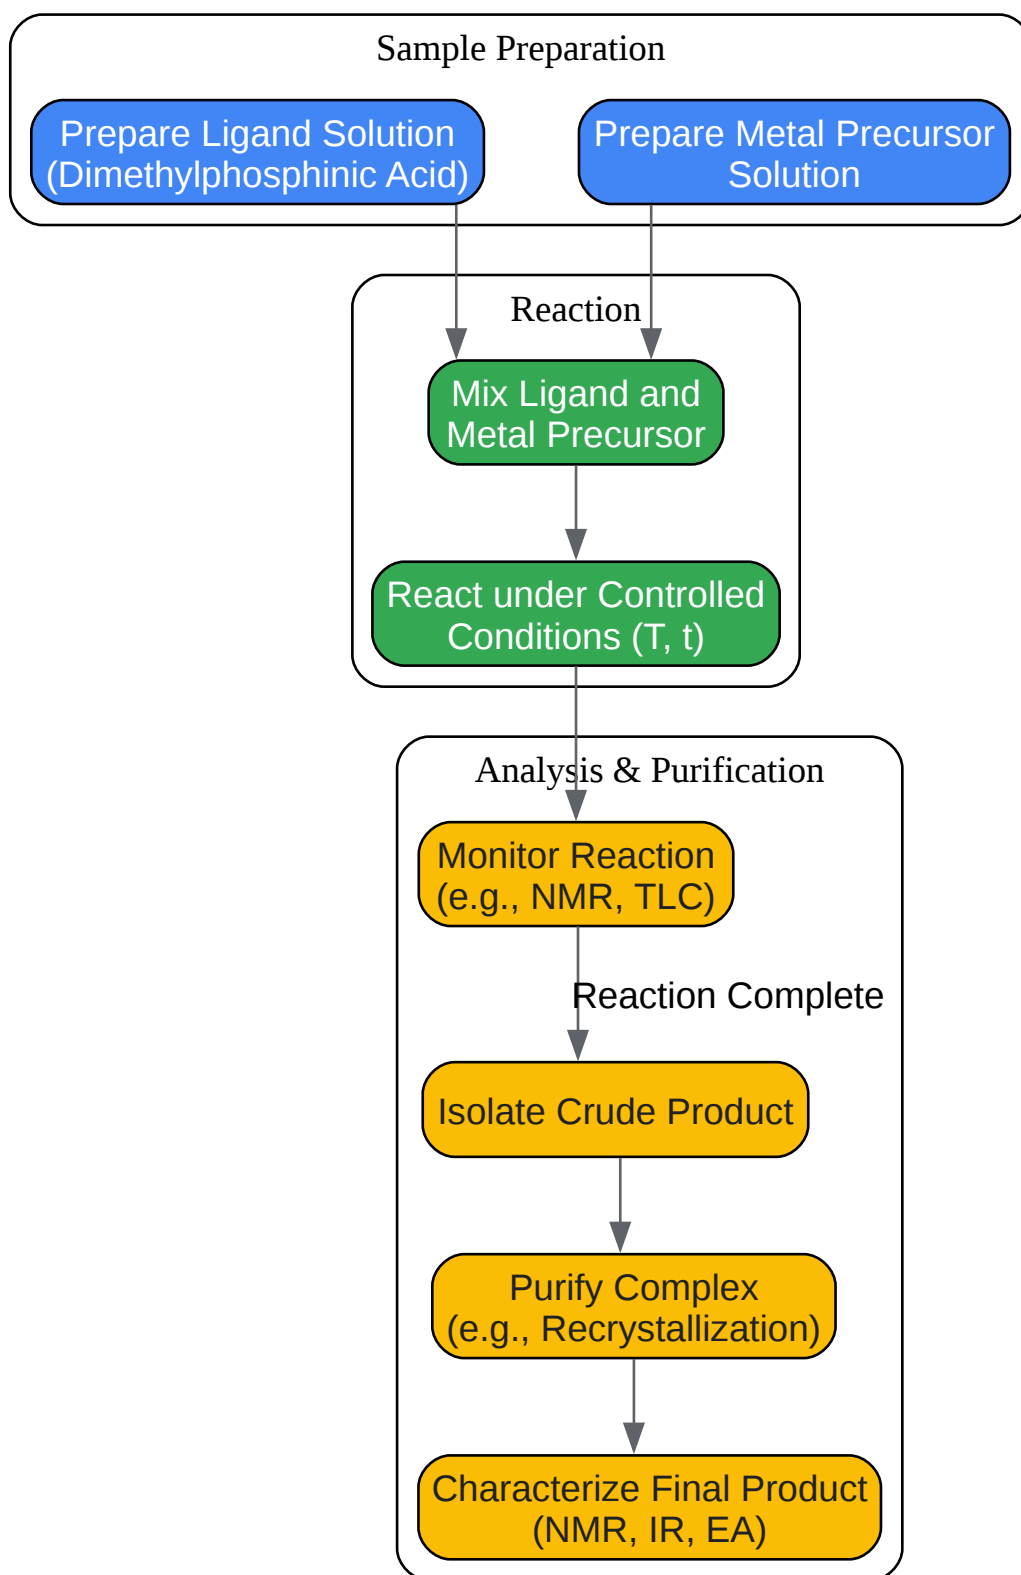 Sample Preparation
Prepare Ligand Solution
(Dimethylphosphinic Acid)
Prepare Metal Precursor
Solution
Reaction
Mix Ligand and
Metal Precursor
React under Controlled
Conditions (T, t)
Analysis & Purification
Monitor Reaction
(e.g., NMR, TLC)
Reaction Complete
Isolate Crude Product
Purify Complex
(e.g., Recrystallization)
Characterize Final Product
(NMR, IR, EA)